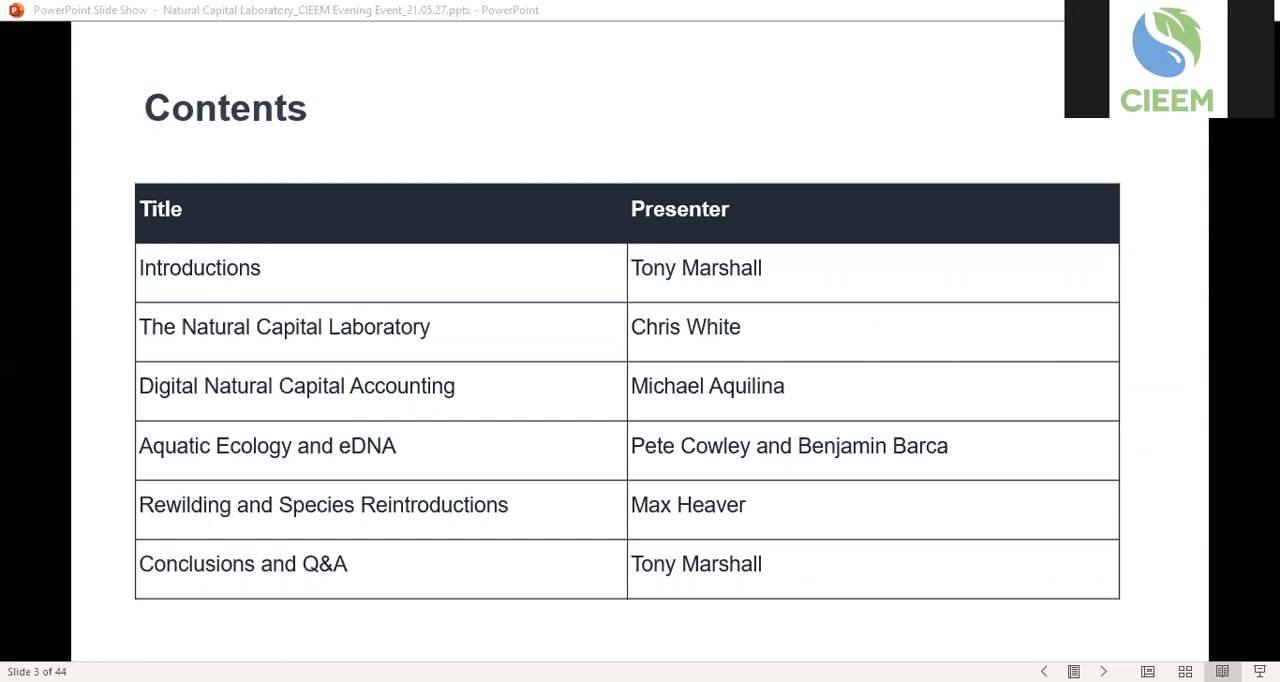 PowerPoint Slide Show - Natural Capital Laboratory_CIEEM Evening Event_21.05.27.pptx - PowerPoint
CIEEM
Contents
Title Presenter
Introductions Tony Marshall
The Natural Capital Laboratory Chris White
Digital Natural Capital Accounting Michael Aquilina
Aquatic Ecology and eDNA Pete Cowley and Benjamin Barca
Rewilding and Species Reintroductions Max Heaver
Conclusions and Q&A Tony Marshall
Slide 3 of 44